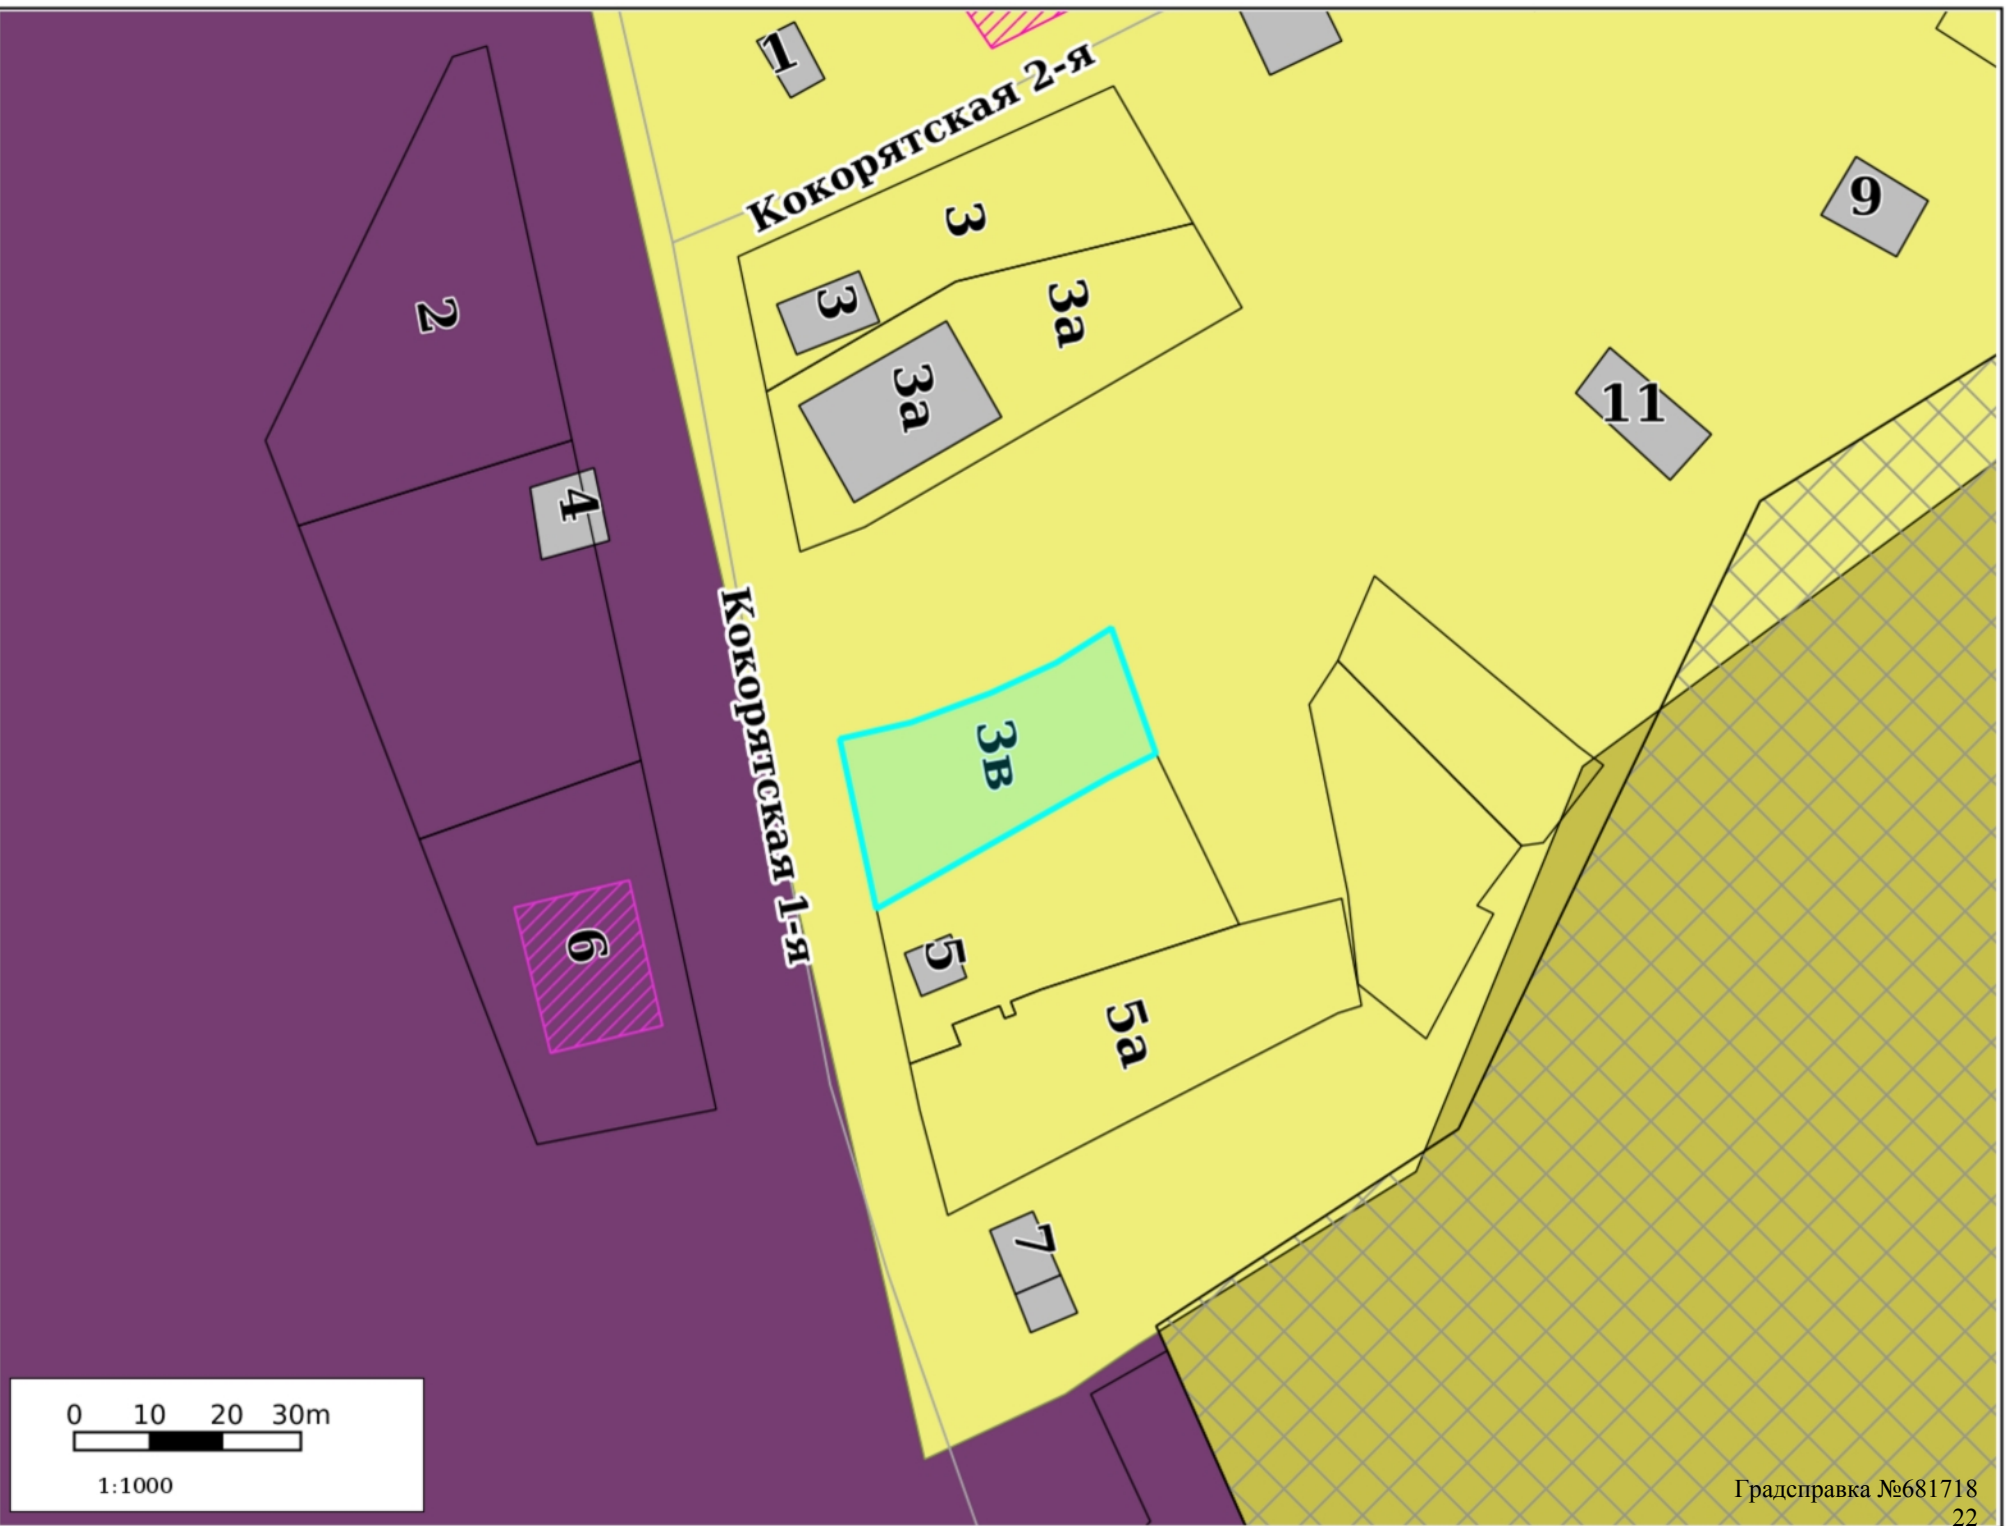 1
Кокорятская 2-я
9
3
2
3
3а
3а
11
4
Кокорятская 1-я
3в
6
5
5а
7
0 10 20 30m
1:1000
Градсправка №681718
22